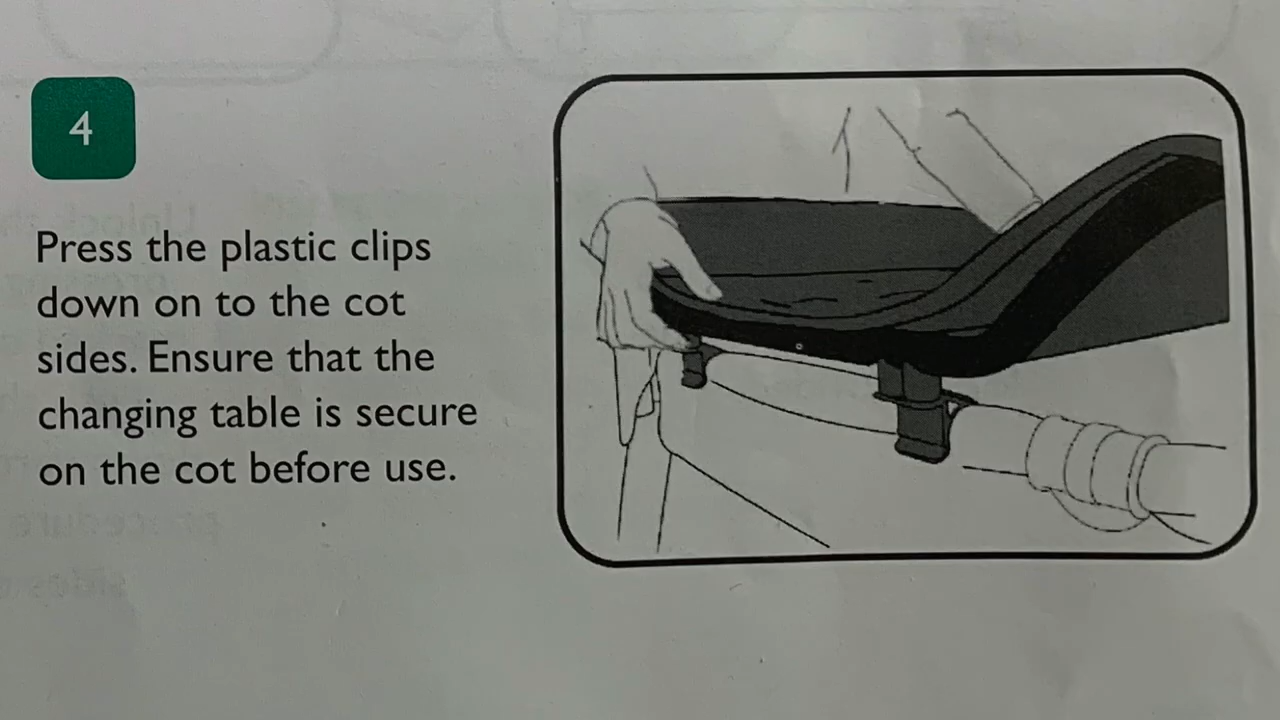 4
Press the plastic clips
down on to the cot
sides. Ensure that the
changing table is secure
on the cot before use.